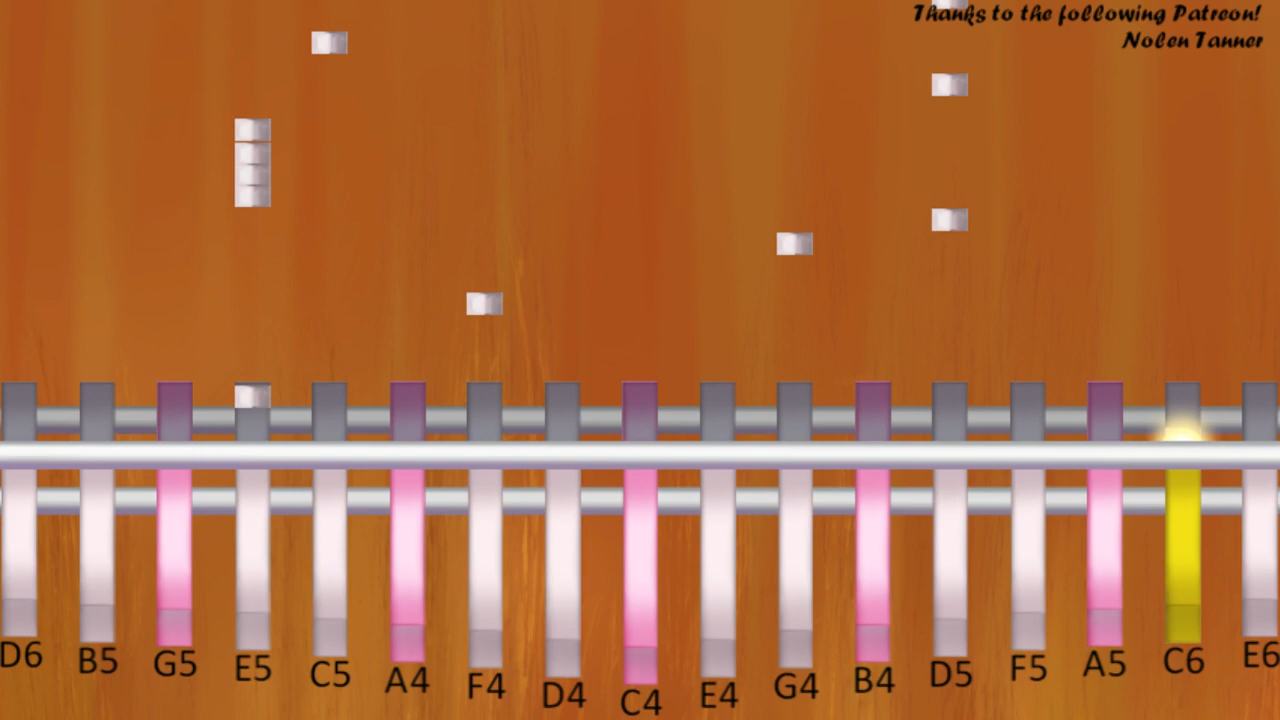 Thanks to the following Patreon!
Nolen Tanner
D6 B5 G5 E5 C5 A4 F4 D4 C4 E4 G4 B4 D5 F5 A5 C6 E6